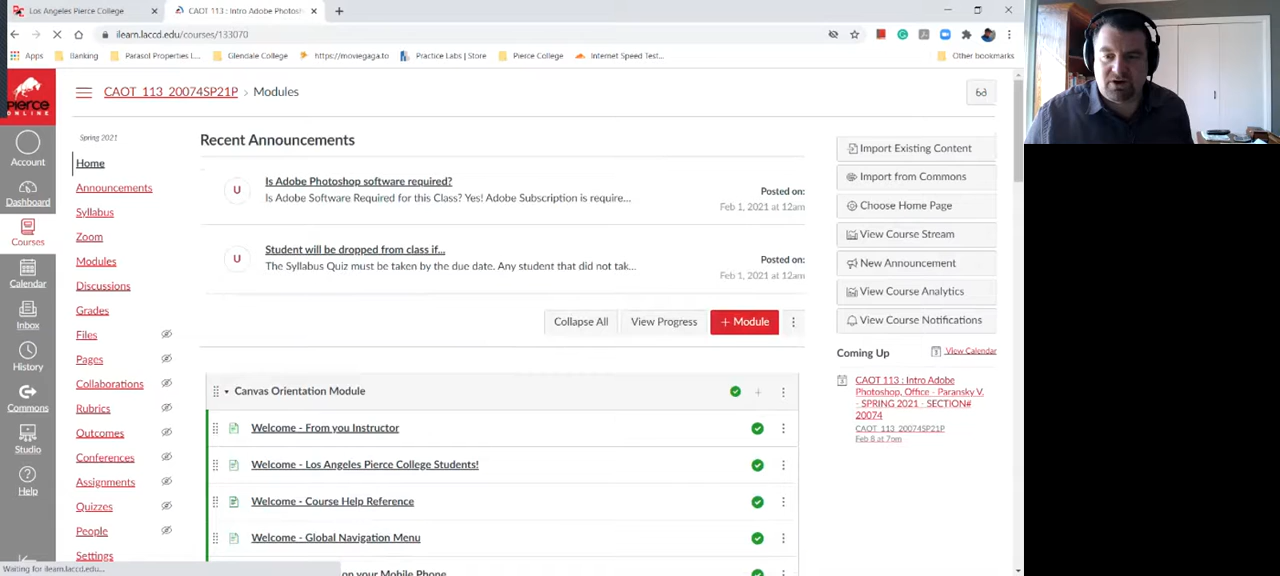 Los Angeles Pierce College
CAOT 113 : Intro Adobe Photosh
ilearn.laccd.edu/courses/133070
Apps
Banking
Parasol Properties L...
Glendale College
https://moviegaga.to
Practice Labs | Store
Pierce College
Internet Speed Test...
Other bookmarks
PIERCE
ONLINE
Account
Dashboard
Courses
Calendar
Inbox
History
Commons
Studio
Help
CAOT_113_20074SP21P > Modules
Spring 2021
Home
Announcements
Syllabus
Zoom
Modules
Discussions
Grades
Files
Pages
Collaborations
Rubrics
Outcomes
Conferences
Assignments
Quizzes
People
Settings
Recent Announcements
U
Is Adobe Photoshop software required?
Is Adobe Software Required for this Class? Yes! Adobe Subscription is require...
Posted on:
Feb 1, 2021 at 12am
U
Student will be dropped from class if...
The Syllabus Quiz must be taken by the due date. Any student that did not tak...
Posted on:
Feb 1, 2021 at 12am
Collapse All
View Progress
+ Module
Canvas Orientation Module
Welcome - From you Instructor
Welcome - Los Angeles Pierce College Students!
Welcome - Course Help Reference
Welcome - Global Navigation Menu
on your Mobile Phone
Import Existing Content
Import from Commons
Choose Home Page
View Course Stream
New Announcement
View Course Analytics
View Course Notifications
Coming Up
View Calendar
CAOT 113 : Intro Adobe
Photoshop, Office - Paransky V.
- SPRING 2021 - SECTION#
20074
CAOT_113_20074SP21P
Feb 8 at 7pm
Waiting for ilearn.laccd.edu...